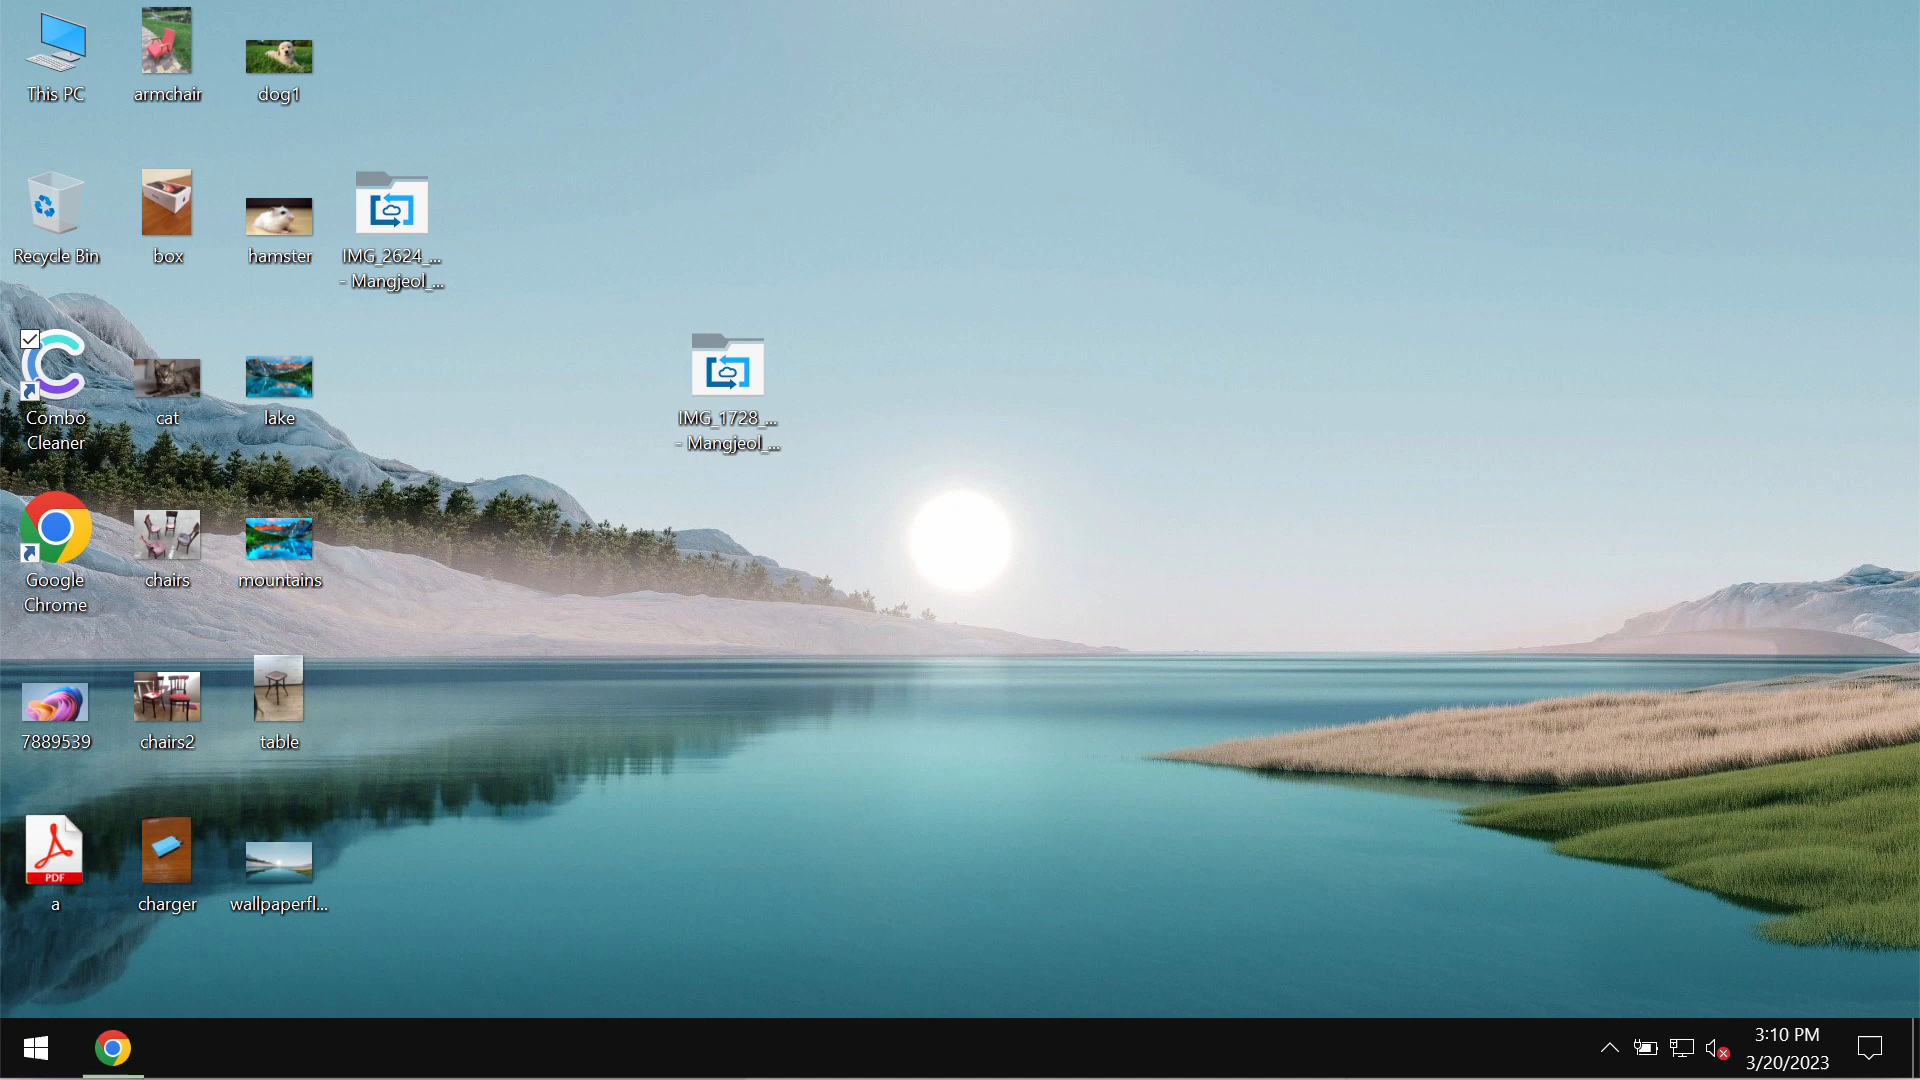 This PC
armchair
dog1
Recycle Bin
box
hamster
IMG_2624_...
- Mangjeol_...
Combo
Cleaner
cat
lake
IMG_1728_...
- Mangjeol_...
Google
Chrome
chairs
mountains
7889539
chairs2
table
PDF
a
charger
wallpaperfl...
3:10 PM
3/20/2023